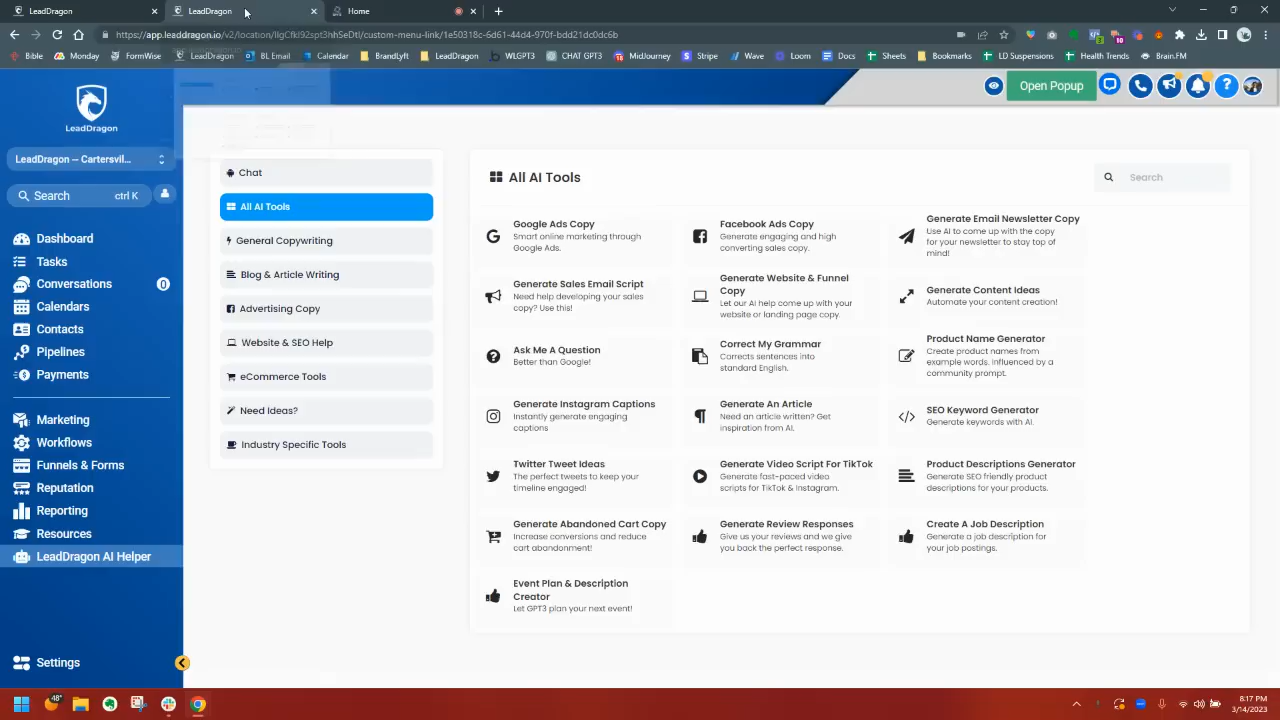 LeadDragon
LeadDragon
Home
https://app.leaddragon.io/v2/location/IlgCfkl92spt3hhSeDtI/custom-menu-link/1e50318c-6d61-44d4-970f-bdd21dc0dc6b
Bible
Monday
FormWise
LeadDragon
BL Email
Calendar
BrandLyft
LeadDragon
WLGPT3
CHAT GPT3
MidJourney
Stripe
Wave
Loom
Docs
Sheets
Bookmarks
LD Suspensions
Health Trends
Brain.FM
LeadDragon
Open Popup
LeadDragon — Cartersvil...
Search
ctrl K
Dashboard
Tasks
Conversations
0
Calendars
Contacts
Pipelines
Payments
Marketing
Workflows
Funnels & Forms
Reputation
Reporting
Resources
LeadDragon AI Helper
Settings
Chat
All AI Tools
General Copywriting
Blog & Article Writing
Advertising Copy
Website & SEO Help
eCommerce Tools
Need Ideas?
Industry Specific Tools
All AI Tools
Search
Google Ads Copy
Smart online marketing through
Google Ads.
Facebook Ads Copy
Generate engaging and high
converting sales copy.
Generate Email Newsletter Copy
Use AI to come up with the copy
for your newsletter to stay top of
mind!
Generate Sales Email Script
Need help developing your sales
copy? Use this!
Generate Website & Funnel
Copy
Let our AI help come up with your
website or landing page copy.
Generate Content Ideas
Automate your content creation!
Ask Me A Question
Better than Google!
Correct My Grammar
Corrects sentences into
standard English.
Product Name Generator
Create product names from
example words. Influenced by a
community prompt.
Generate Instagram Captions
Instantly generate engaging
captions
Generate An Article
Need an article written? Get
inspiration from AI.
SEO Keyword Generator
Generate keywords with AI.
Twitter Tweet Ideas
The perfect tweets to keep your
timeline engaged!
Generate Video Script For TikTok
Generate fast-paced video
scripts for TikTok & Instagram.
Product Descriptions Generator
Generate SEO friendly product
descriptions for your products.
Generate Abandoned Cart Copy
Increase conversions and reduce
cart abandonment!
Generate Review Responses
Give us your reviews and we give
you back the perfect response.
Create A Job Description
Generate a job description for
your job postings.
Event Plan & Description
Creator
Let GPT3 plan your next event!
48°
8:17 PM
3/14/2023